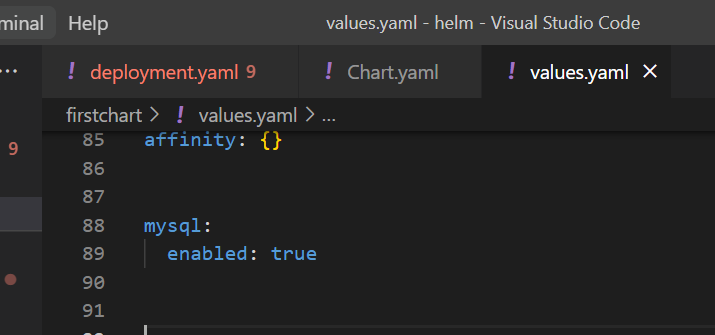 minal Help values.yaml - helm - Visual Studio Code
... ! deployment.yaml 9 ! Chart.yaml ! values.yaml ×
firstchart > ! values.yaml > ...
9
85 affinity: {}
86
87
88 mysql:
89 enabled: true
90
91